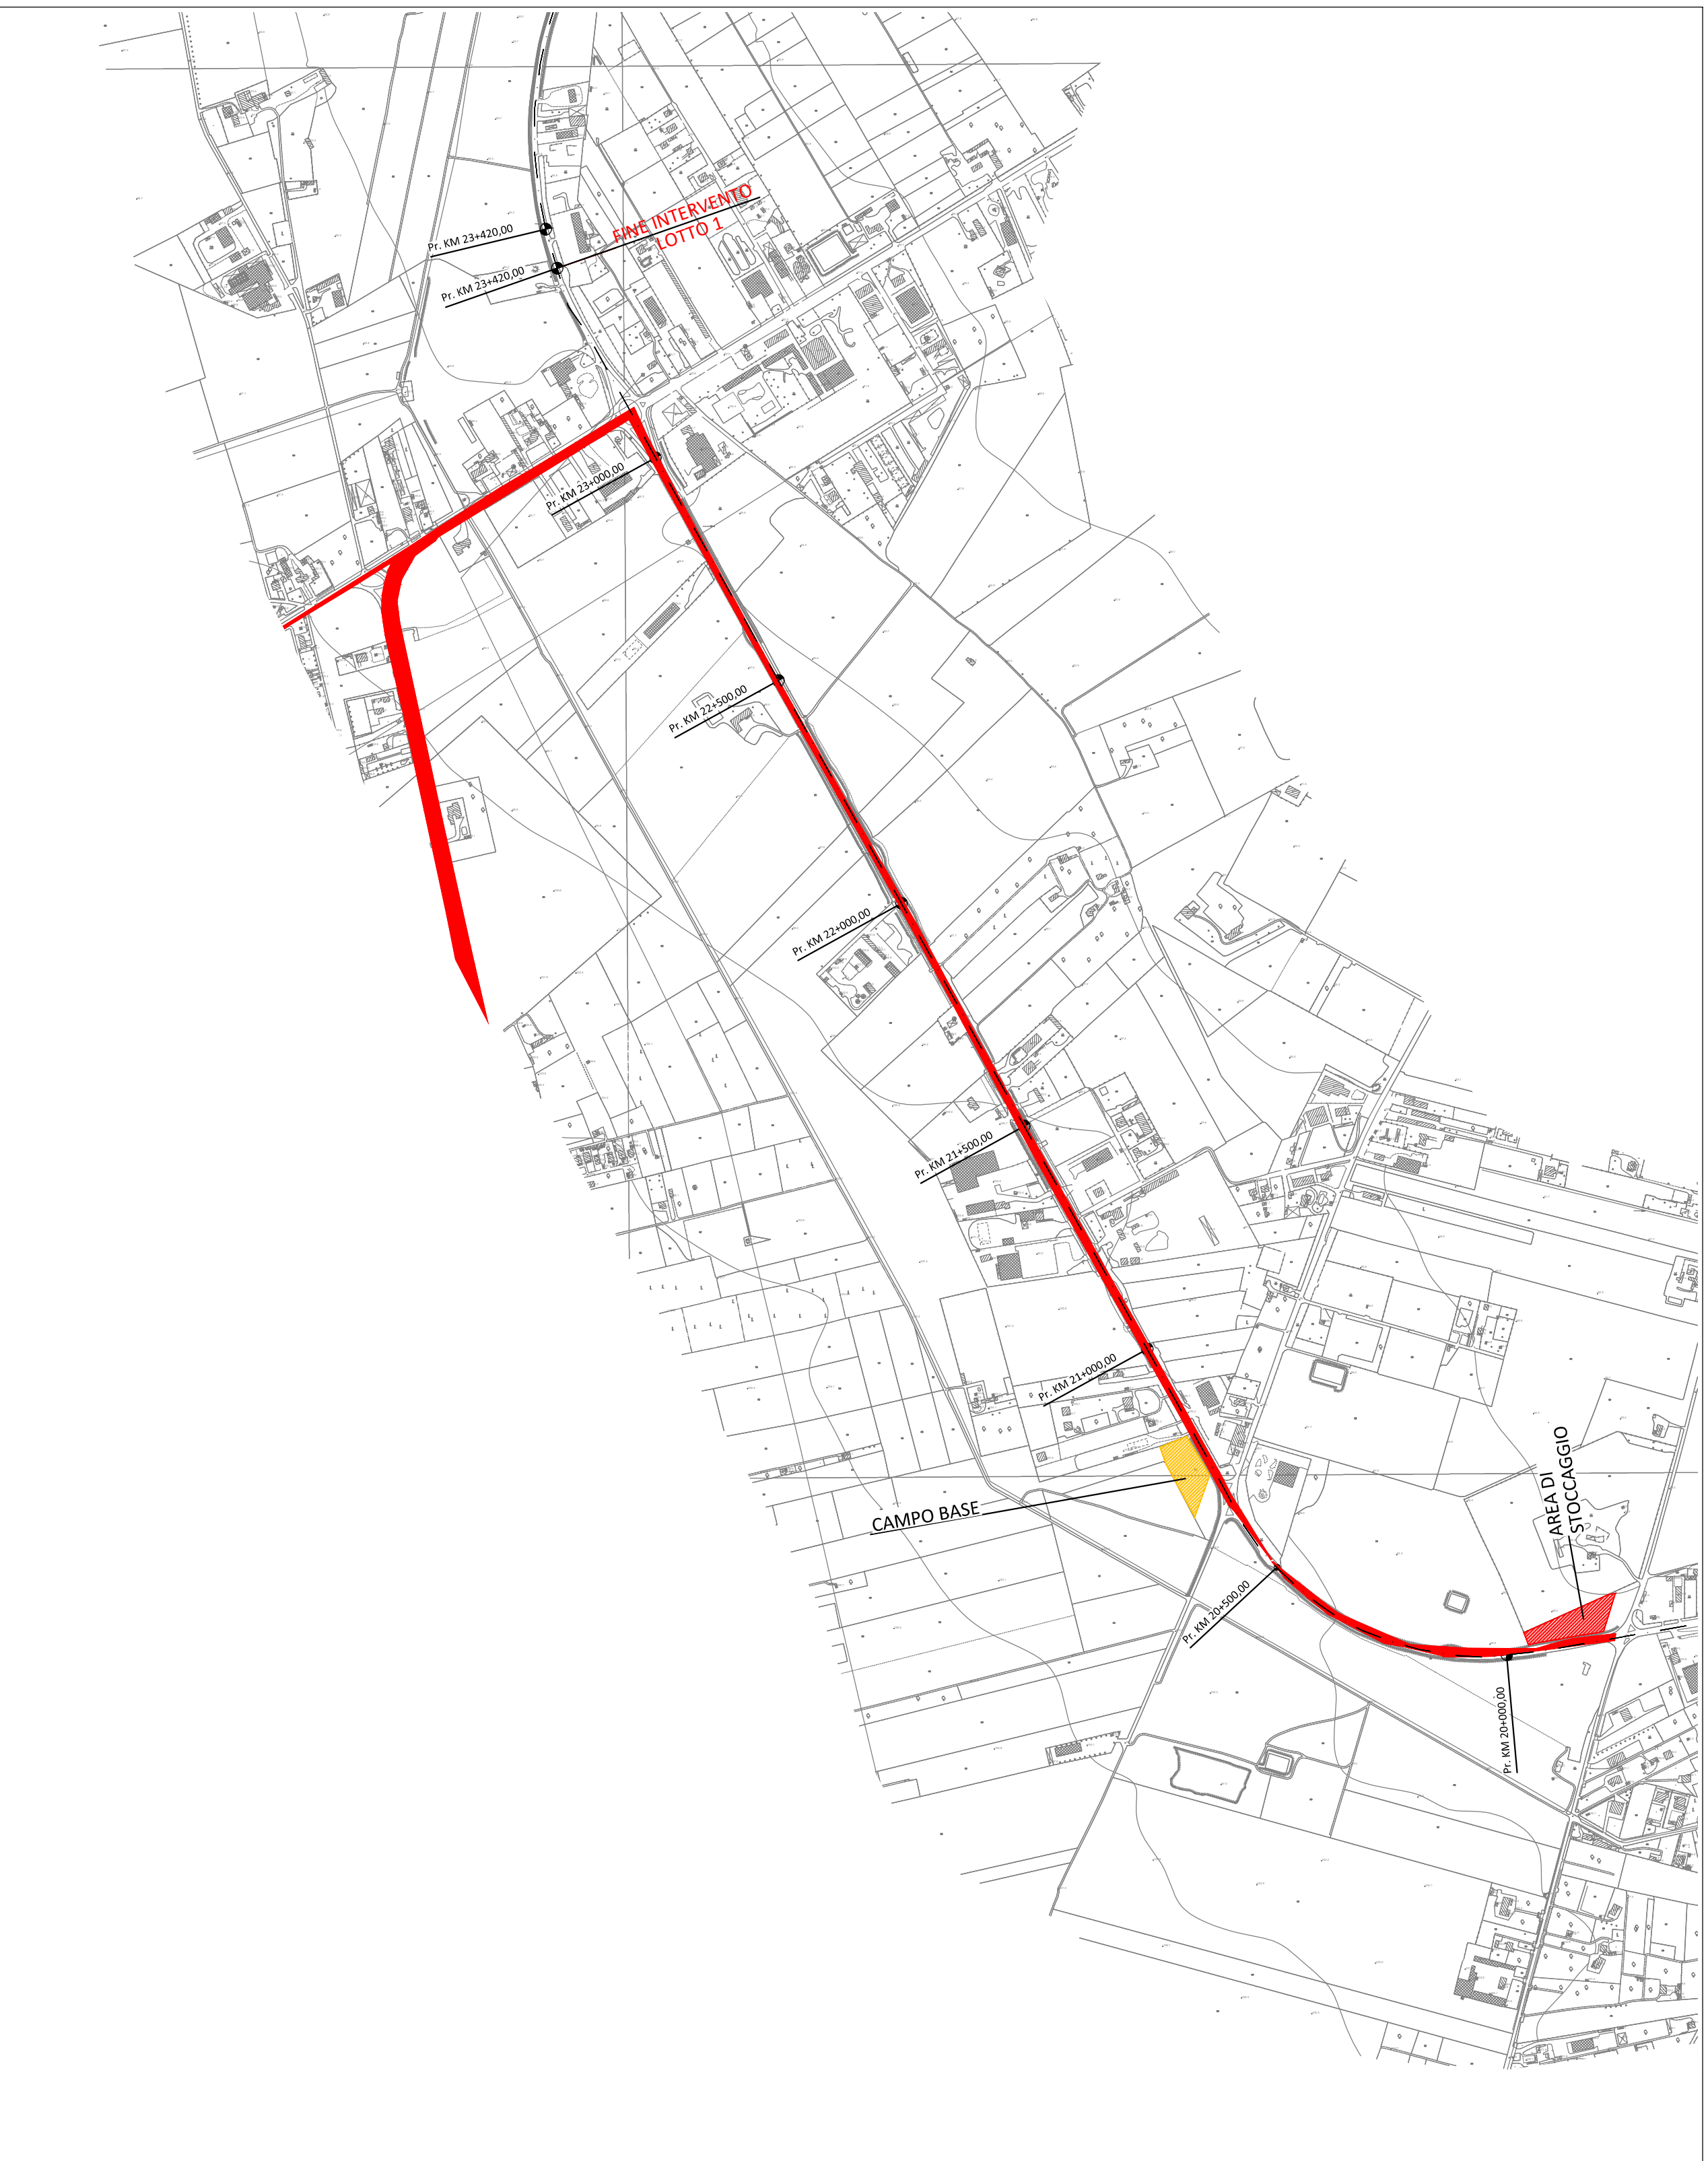 FINE INTERVENTO
LOTTO 1
Pr. KM 23+420,00
Pr. KM 23+420,00
Pr. KM 23+000,00
Pr. KM 22+500,00
Pr. KM 22+000,00
Pr. KM 21+500,00
Pr. KM 21+000,00
CAMPO BASE
AREA DI
STOCCAGGIO
Pr. KM 20+500,00
Pr. KM 20+000,00